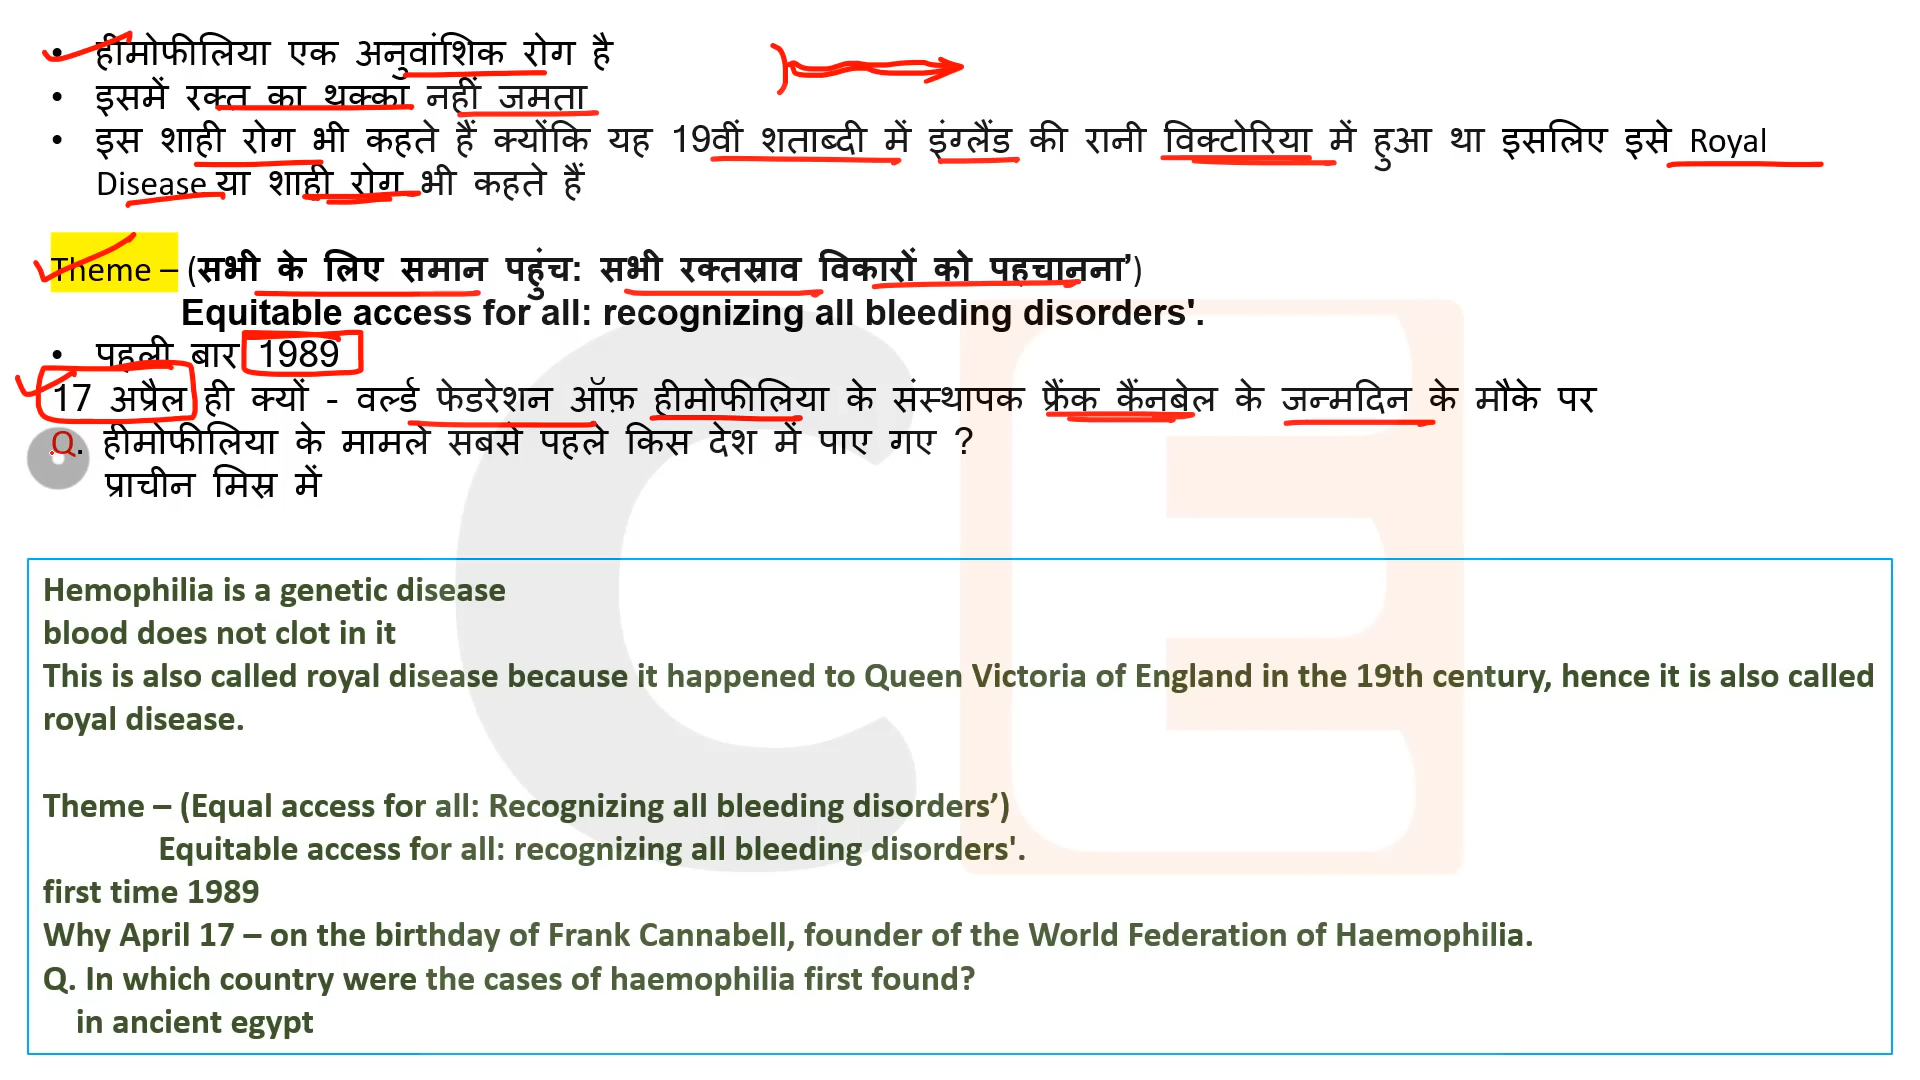 • हीमोफीलिया एक अनुवांशिक रोग है
• इसमें रक्त का थक्का नहीं जमता
• इस शाही रोग भी कहते हैं क्योंकि यह 19वीं शताब्दी में इंग्लैंड की रानी विक्टोरिया में हुआ था इसलिए इसे Royal
Disease या शाही रोग भी कहते हैं
Theme – (सभी के लिए समान पहुंच: सभी रक्तस्राव विकारों को पहचानना’)
Equitable access for all: recognizing all bleeding disorders'.
• पहली बार 1989
17 अप्रैल ही क्यों - वर्ल्ड फेडरेशन ऑफ़ हीमोफीलिया के संस्थापक फ्रैंक कैंनबेल के जन्मदिन के मौके पर
Q. हीमोफीलिया के मामले सबसे पहले किस देश में पाए गए ?
प्राचीन मिस्र में
Hemophilia is a genetic disease
blood does not clot in it
This is also called royal disease because it happened to Queen Victoria of England in the 19th century, hence it is also called
royal disease.
Theme – (Equal access for all: Recognizing all bleeding disorders’)
Equitable access for all: recognizing all bleeding disorders'.
first time 1989
Why April 17 – on the birthday of Frank Cannabell, founder of the World Federation of Haemophilia.
Q. In which country were the cases of haemophilia first found?
in ancient egypt
CE